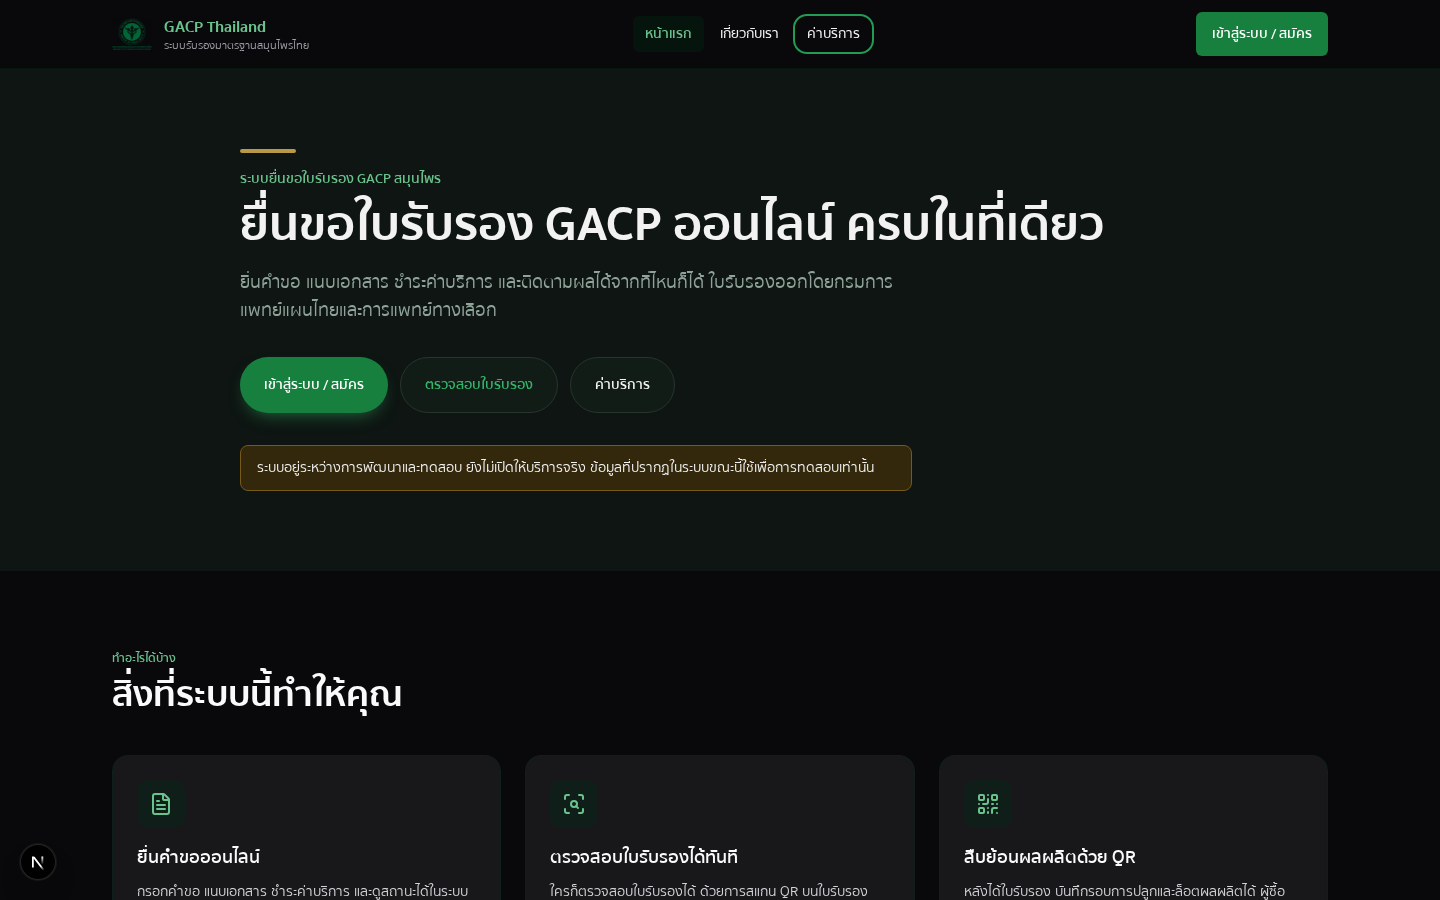 GACP Thailand
ระบบรับรองมาตรฐานสมุนไพรไทย
หน้าแรก
เกี่ยวกับเรา
ค่าบริการ
เข้าสู่ระบบ / สมัคร
ระบบยื่นขอใบรับรอง GACP สมุนไพร
ยื่นขอใบรับรอง GACP ออนไลน์ ครบในที่เดียว
ยื่นคำขอ แนบเอกสาร ชำระค่าบริการ และติดตามผลได้จากที่ไหนก็ได้ ใบรับรองออกโดยกรมการ
แพทย์แผนไทยและการแพทย์ทางเลือก
เข้าสู่ระบบ / สมัคร
ตรวจสอบใบรับรอง
ค่าบริการ
ระบบอยู่ระหว่างการพัฒนาและทดสอบ ยังไม่เปิดให้บริการจริง ข้อมูลที่ปรากฏในระบบขณะนี้ใช้เพื่อการทดสอบเท่านั้น
ทำอะไรได้บ้าง
สิ่งที่ระบบนี้ทำให้คุณ
ยื่นคำขอออนไลน์
กรอกคำขอ แนบเอกสาร ชำระค่าบริการ และดูสถานะได้ในระบบ
ตรวจสอบใบรับรองได้ทันที
ใครก็ตรวจสอบใบรับรองได้ ด้วยการสแกน QR บนใบรับรอง
สืบย้อนผลผลิตด้วย QR
หลังได้ใบรับรอง บันทึกรอบการปลูกและล็อตผลผลิตได้ ผู้ซื้อ